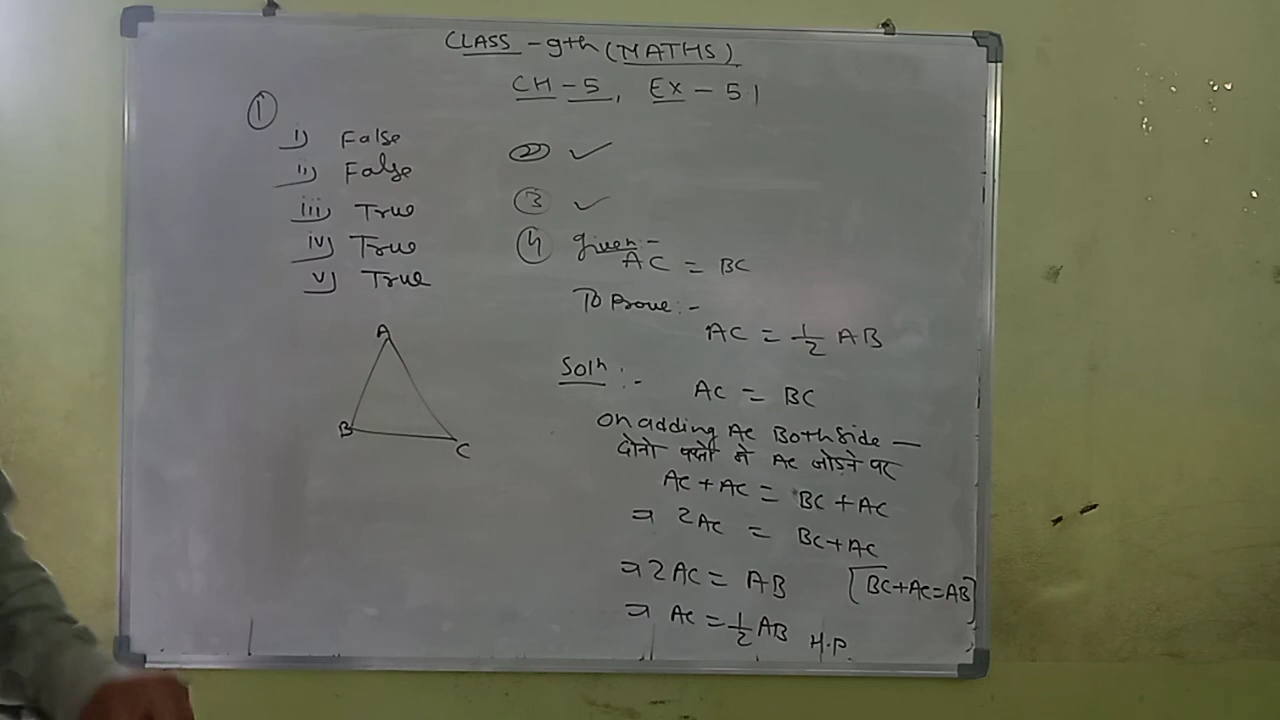 CLASS - 9th (MATHS)
CH - 5, EX - 51
①
i) False
ii) False
iii) True
iv) True
v) True
A
B
C
② ✓
③ ✓
④ given:-
AC = BC
To Prove:-
AC = 1/2 AB
Soln:-
AC = BC
on adding AC Both Side —
दोनो पक्षो मे AC जोडने पर
AC + AC = BC + AC
⇒ 2AC = BC + AC
⇒ 2AC = AB [BC+AC=AB]
⇒ AC = 1/2 AB H.P.